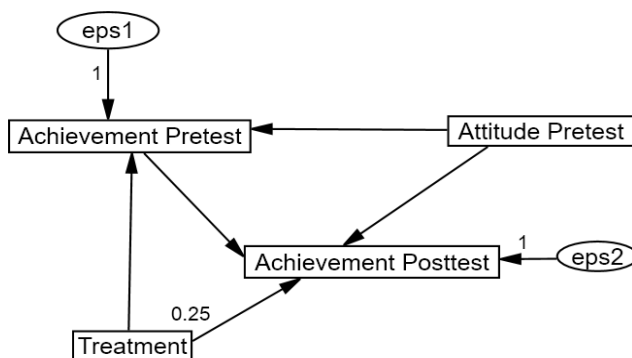 eps1
1
Achievement Pretest
Attitude Pretest
Achievement Posttest
1
eps2
0.25
Treatment